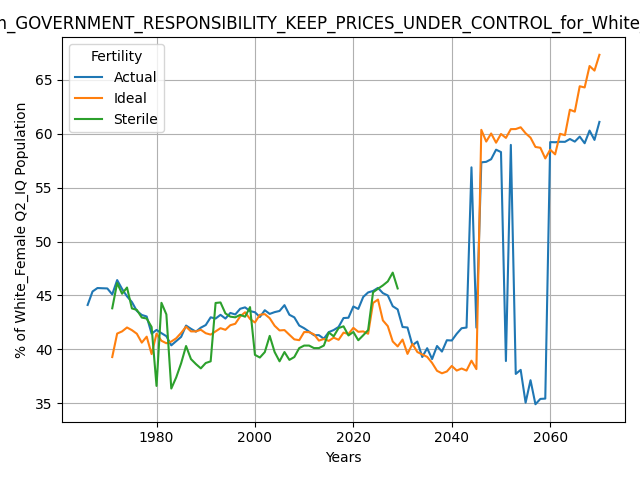 n_GOVERNMENT_RESPONSIBILITY_KEEP_PRICES_UNDER_CONTROL_for_White
Fertility
Actual
Ideal
Sterile
65
60
55
50
45
40
35
% of White_Female Q2_IQ Population
1980
2000
2020
2040
2060
Years